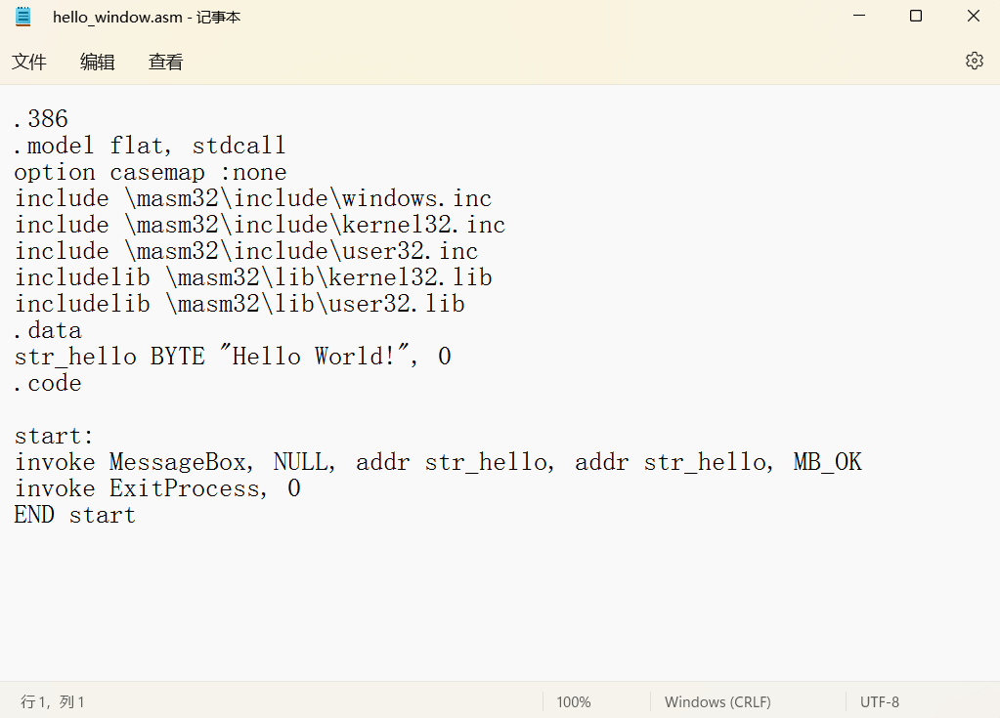 hello_window.asm - 记事本
文件 编辑 查看
.386
.model flat, stdcall
option casemap :none
include \masm32\include\windows.inc
include \masm32\include\kernel32.inc
include \masm32\include\user32.inc
includelib \masm32\lib\kernel32.lib
includelib \masm32\lib\user32.lib
.data
str_hello BYTE "Hello World!", 0
.code
start:
invoke MessageBox, NULL, addr str_hello, addr str_hello, MB_OK
invoke ExitProcess, 0
END start
行 1, 列 1 100% Windows (CRLF) UTF-8